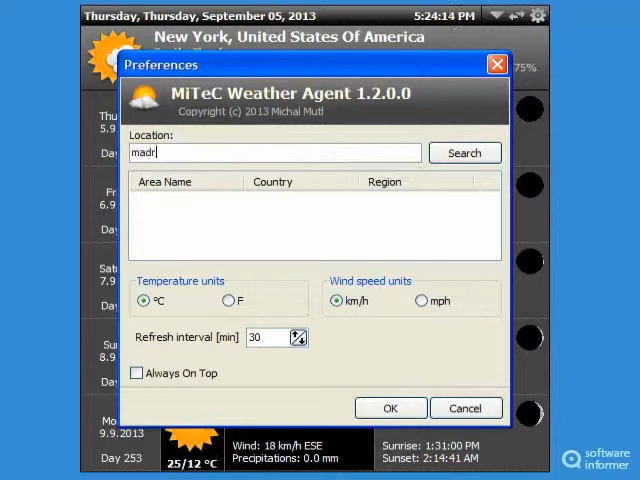 Thursday, Thursday, September 05, 2013 5:24:14 PM
New York, United States Of America
75%
Preferences
MiTeC Weather Agent 1.2.0.0
Copyright (c) 2013 Michal Mutl
Thu
5.9
Day
Location:
madr
Search
Area Name Country Region
Fr
6.9
Day
Sat
7.9
Day
Temperature units
°C F
Wind speed units
km/h mph
Refresh interval [min] 30
Su
8.9
Day
Always On Top
OK Cancel
Mo
9.9.2013
Day 253
25/12 °C
Wind: 18 km/h ESE
Precipitations: 0.0 mm
Sunrise: 1:31:00 PM
Sunset: 2:14:41 AM
software
informer